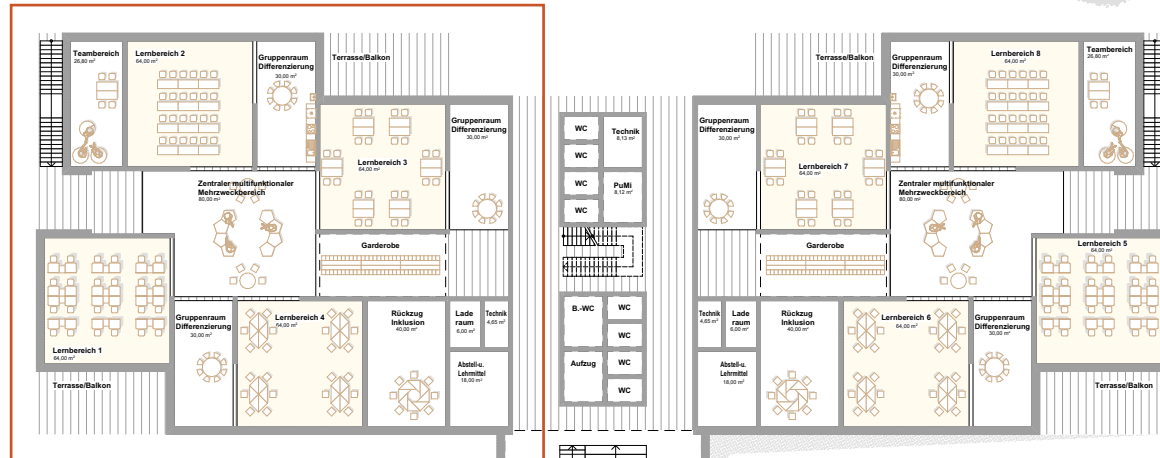 Teambereich
26,80 m²
Lernbereich 2
64,00 m²
Gruppenraum
Differenzierung
30,00 m²
Terrasse/Balkon
Gruppenraum
Differenzierung
30,00 m²
Lernbereich 3
64,00 m²
Zentraler multifunktionaler
Mehrzweckbereich
80,00 m²
Garderobe
Lernbereich 1
64,00 m²
Terrasse/Balkon
Gruppenraum
Differenzierung
30,00 m²
Lernbereich 4
64,00 m²
Rückzug
Inklusion
40,00 m²
Lade
raum
6,00 m²
Technik
4,65 m²
Abstell-u.
Lehrmittel
18,00 m²
WC
WC
WC
WC
Technik
8,13 m²
PuMi
8,12 m²
B.-WC
Aufzug
WC
WC
WC
WC
Terrasse/Balkon
Gruppenraum
Differenzierung
30,00 m²
Lernbereich 8
64,00 m²
Teambereich
26,80 m²
Gruppenraum
Differenzierung
30,00 m²
Lernbereich 7
64,00 m²
Zentraler multifunktionaler
Mehrzweckbereich
80,00 m²
Garderobe
Lernbereich 5
64,00 m²
Technik
4,65 m²
Lade
raum
6,00 m²
Abstell-u.
Lehrmittel
18,00 m²
Rückzug
Inklusion
40,00 m²
Lernbereich 6
64,00 m²
Gruppenraum
Differenzierung
30,00 m²
Terrasse/Balkon